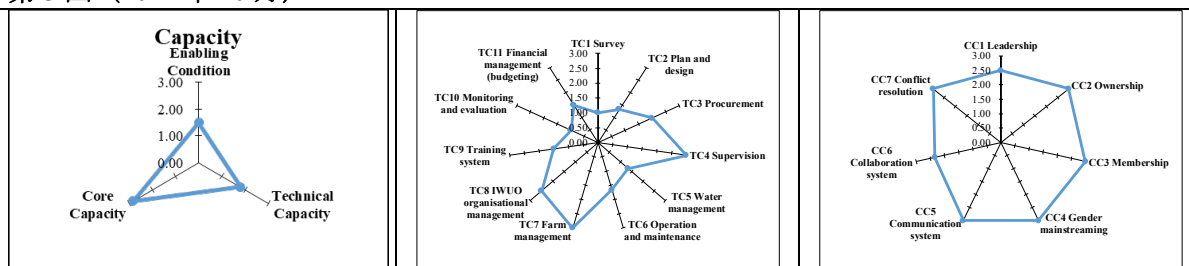 Capacity
Enabling
Condition
3.00
2.00
1.00
0.00
Core
Capacity
Technical
Capacity
TC1 Survey
3.00
2.50
2.00
1.50
1.00
0.50
0.00
TC2 Plan and
design
TC3 Procurement
TC4 Supervision
TC5 Water
management
TC6 Operation
and maintenance
TC7 Farm
management
TC8 IWUO
organisational
management
TC9 Training
system
TC10 Monitoring
and evaluation
TC11 Financial
management
(budgeting)
CC1 Leadership
3.00
2.50
2.00
1.50
1.00
0.50
0.00
CC2 Ownership
CC3 Membership
CC4 Gender
mainstreaming
CC5
Communication
system
CC6
Collaboration
system
CC7 Conflict
resolution